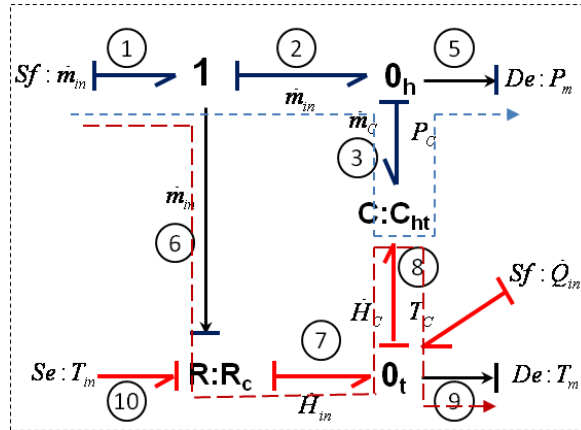 1 2 5
Sf : ṁin 1 0h De : Pm
ṁin
ṁC PC
3
ṁin C:Cht
6 8 Sf : Q̇in
7 ḢC TC
Se : Tin R:Rc 0t De : Tm
10 Ḣin 9